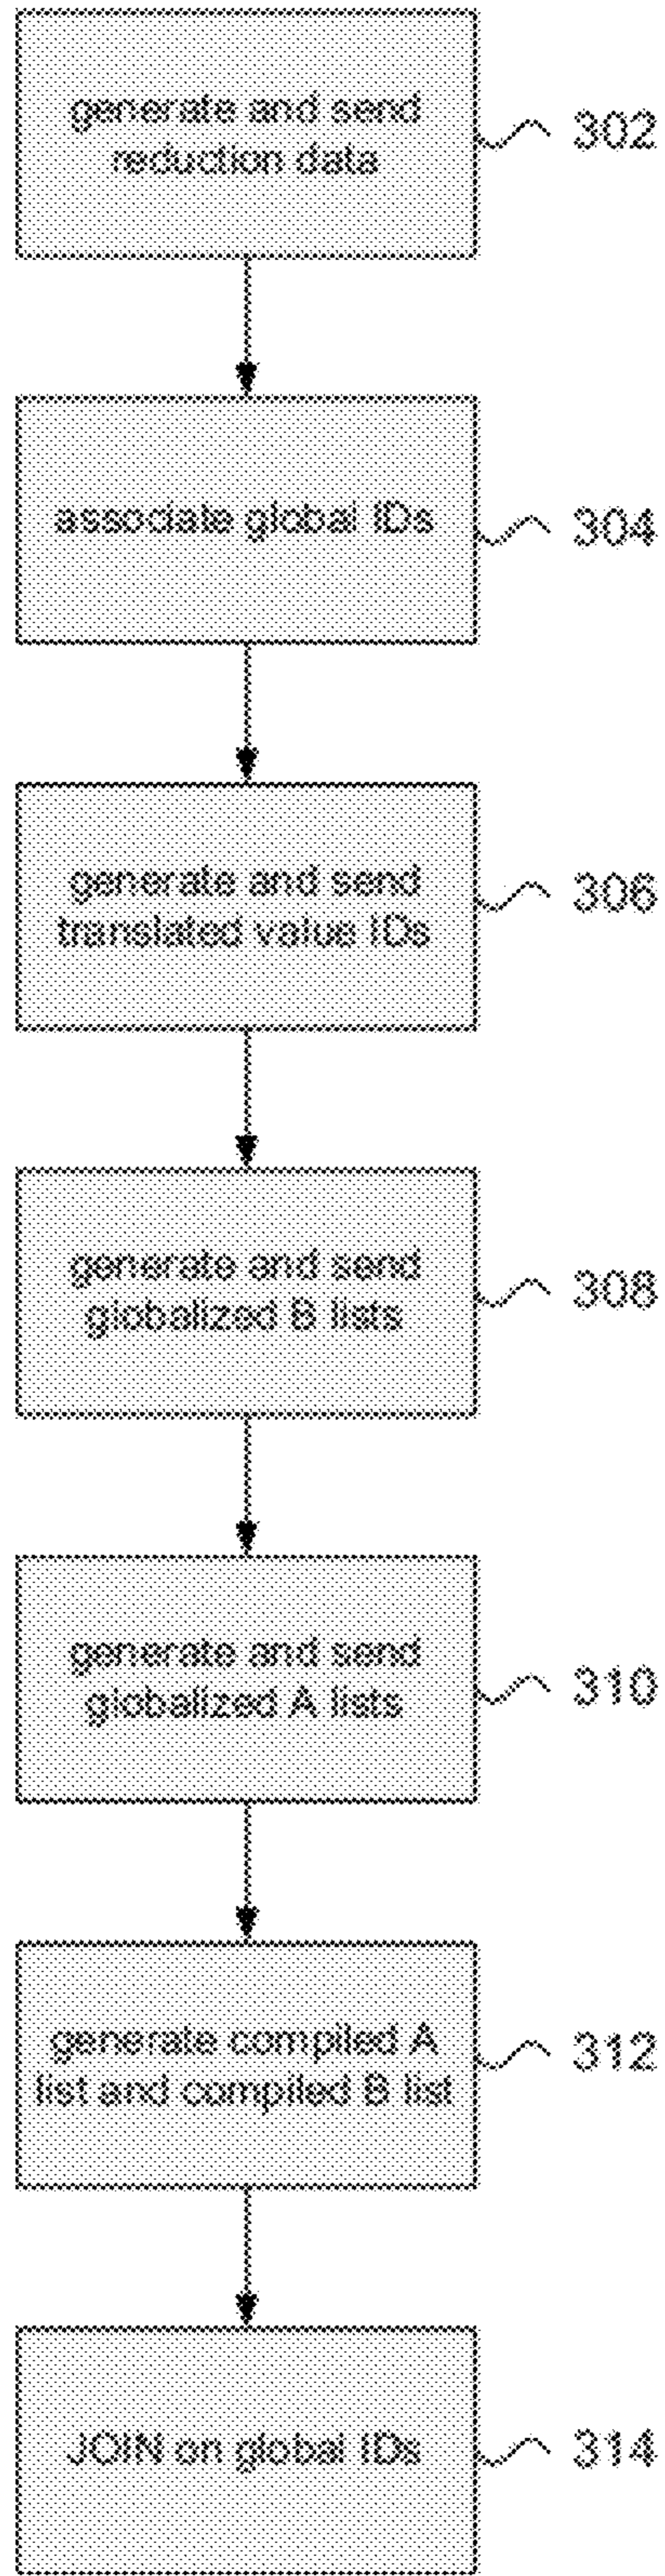 generate and send
reduction data
302
associate global IDs
304
generate and send
translated value IDs
306
generate and send
globalized B lists
308
generate and send
globalized A lists
310
generate compiled A
list and compiled B list
312
JOIN on global IDs
314